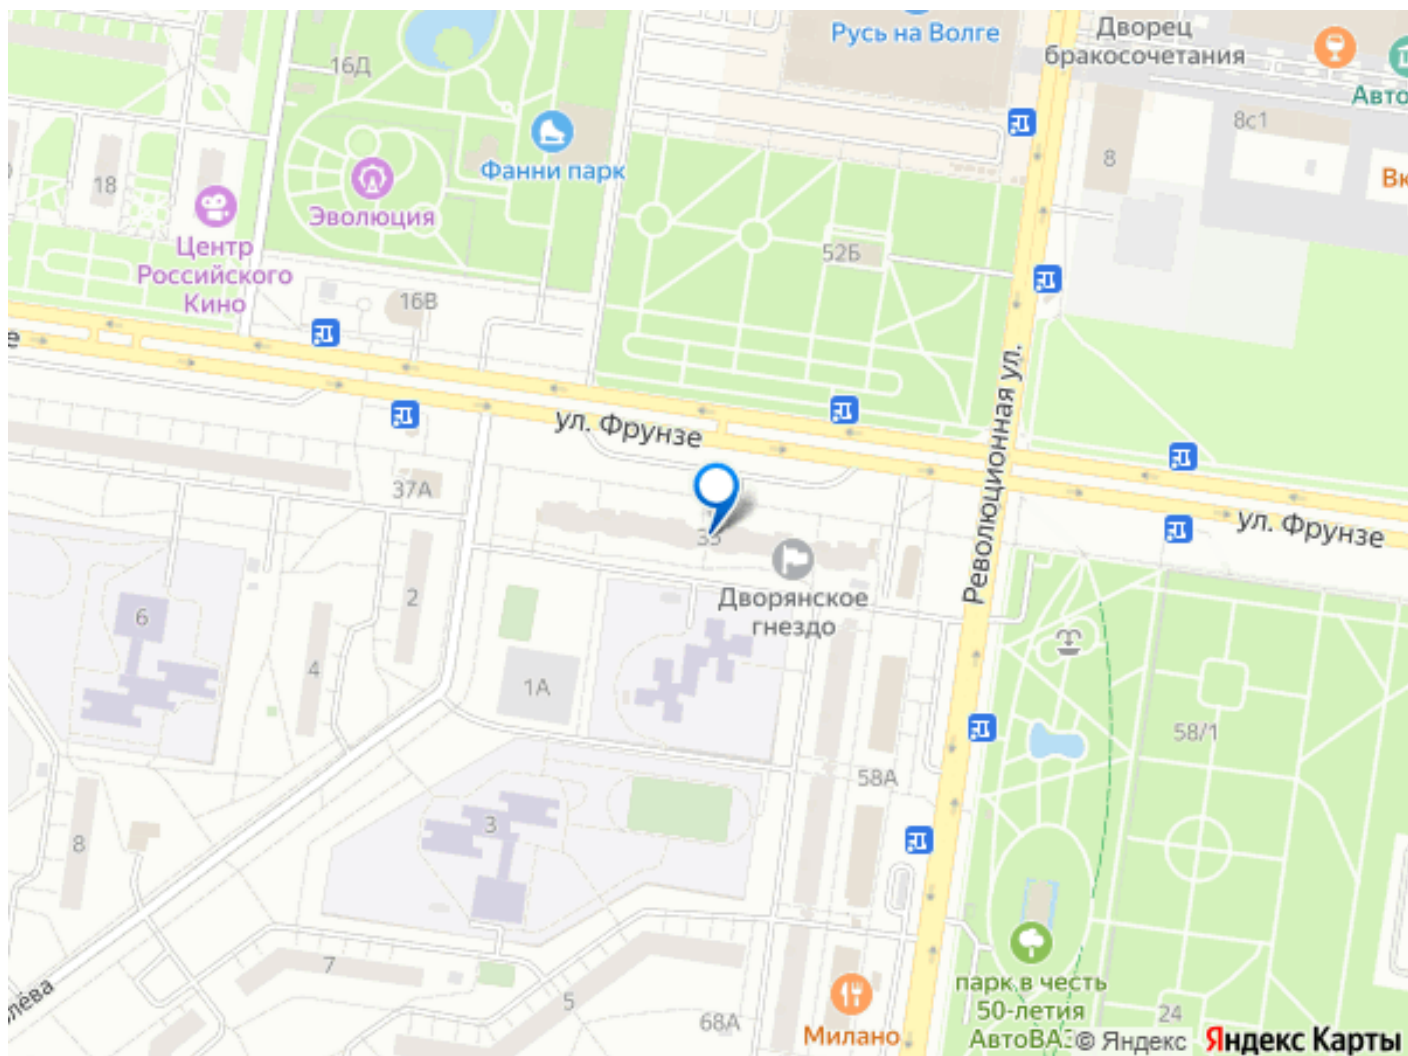 Русь на Волге
Дворец
бракосочетания
Авто
16Д
8с1
8
Вк
Фанни парк
18
Эволюция
Центр
Российского
Кино
52Б
16В
е
ул. Фрунзе
Революционная ул.
37А
ул. Фрунзе
Дворянское
гнездо
2
6
4
1А
58/1
58А
3
8
7
лёва
5
68А
Милано
парк в честь
50-летия
АвтоВАЗ
24
© Яндекс
Яндекс Карты